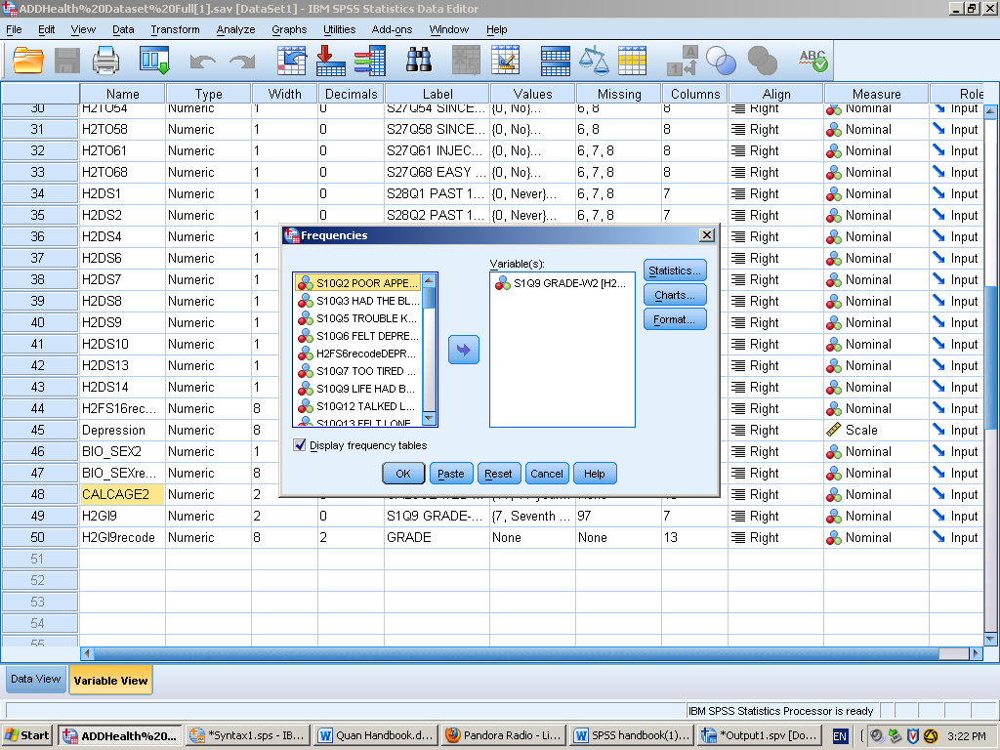 ADDHealth%20Dataset%20Full[1].sav [DataSet1] - IBM SPSS Statistics Data Editor
File Edit View Data Transform Analyze Graphs Utilities Add-ons Window Help
Name Type Width Decimals Label Values Missing Columns Align Measure Role
30 H2TO54 Numeric 1 0 S27Q54 SINCE... {0, No}... 6, 8 8 Right Nominal Input
31 H2TO58 Numeric 1 0 S27Q58 SINCE... {0, No}... 6, 8 8 Right Nominal Input
32 H2TO61 Numeric 1 0 S27Q61 INJEC... {0, No}... 6, 7, 8 8 Right Nominal Input
33 H2TO68 Numeric 1 0 S27Q68 EASY ... {0, No}... 6, 7, 8 8 Right Nominal Input
34 H2DS1 Numeric 1 0 S28Q1 PAST 1... {0, Never}... 6, 7, 8 7 Right Nominal Input
35 H2DS2 Numeric 1 0 S28Q2 PAST 1... {0, Never}... 6, 7, 8 7 Right Nominal Input
36 H2DS4 Numeric 1 Right Nominal Input
37 H2DS6 Numeric 1 Right Nominal Input
38 H2DS7 Numeric 1 Right Nominal Input
39 H2DS8 Numeric 1 Right Nominal Input
40 H2DS9 Numeric 1 Right Nominal Input
41 H2DS10 Numeric 1 Right Nominal Input
42 H2DS13 Numeric 1 Right Nominal Input
43 H2DS14 Numeric 1 Right Nominal Input
44 H2FS16rec... Numeric 8 Right Nominal Input
45 Depression Numeric 8 Right Scale Input
46 BIO_SEX2 Numeric 1 Right Nominal Input
47 BIO_SEXre... Numeric 8 Right Nominal Input
48 CALCAGE2 Numeric 2 Right Nominal Input
49 H2GI9 Numeric 2 0 S1Q9 GRADE-... {7, Seventh ... 97 7 Right Nominal Input
50 H2GI9recode Numeric 8 2 GRADE None None 13 Right Nominal Input
51
52
53
54
55
Frequencies
Variable(s):
S10Q2 POOR APPE...
S10Q3 HAD THE BL...
S10Q5 TROUBLE K...
S10Q6 FELT DEPRE...
H2FS6recodeDEPR...
S10Q7 TOO TIRED ...
S10Q9 LIFE HAD B...
S10Q12 TALKED L...
S10Q13 FELT LONE
S1Q9 GRADE-W2 [H2...
Statistics...
Charts...
Format...
Display frequency tables
OK Paste Reset Cancel Help
Data View Variable View
IBM SPSS Statistics Processor is ready
Start ADDHealth%20... *Syntax1.sps - IB... Quan Handbook.d... Pandora Radio - Li... SPSS handbook(1)... *Output1.spv [Do... EN 3:22 PM